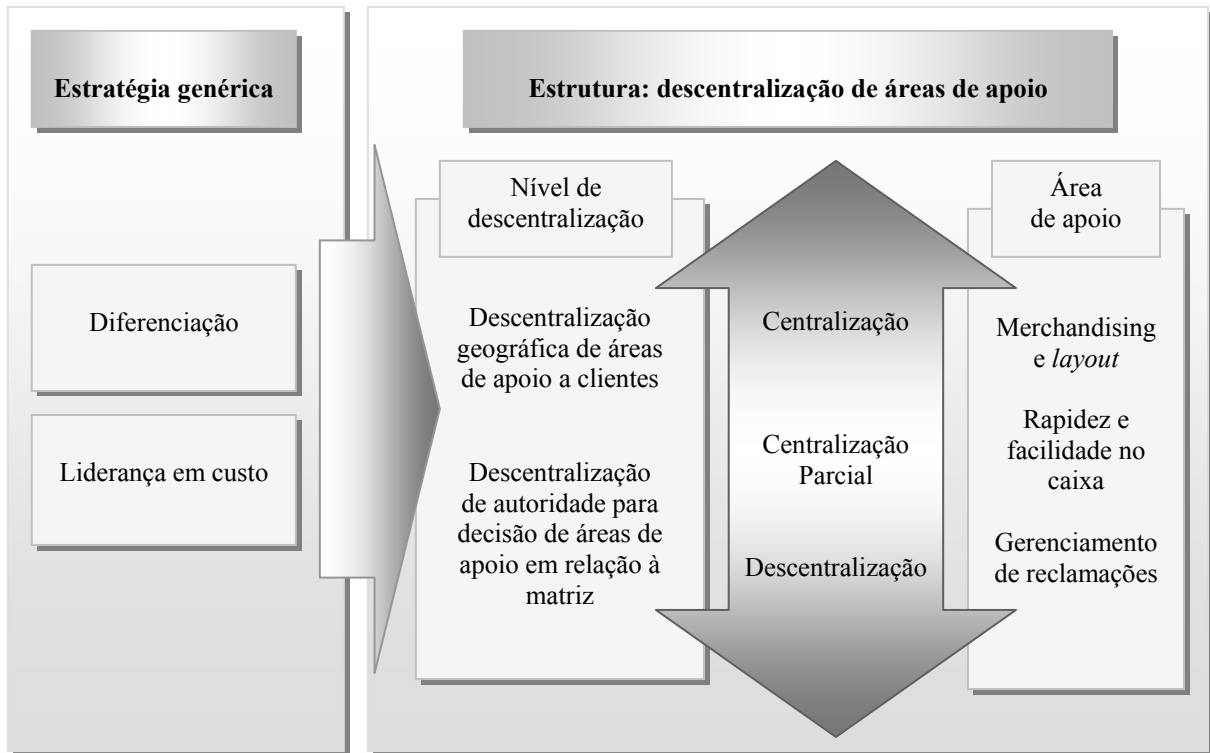 Estratégia genérica
Diferenciação
Liderança em custo
Estrutura: descentralização de áreas de apoio
Nível de
descentralização
Descentralização
geográfica de áreas
de apoio a clientes
Descentralização
de autoridade para
decisão de áreas de
apoio em relação à
matriz
Centralização
Centralização
Parcial
Descentralização
Área
de apoio
Merchandising
e layout
Rapidez e
facilidade no
caixa
Gerenciamento
de reclamações